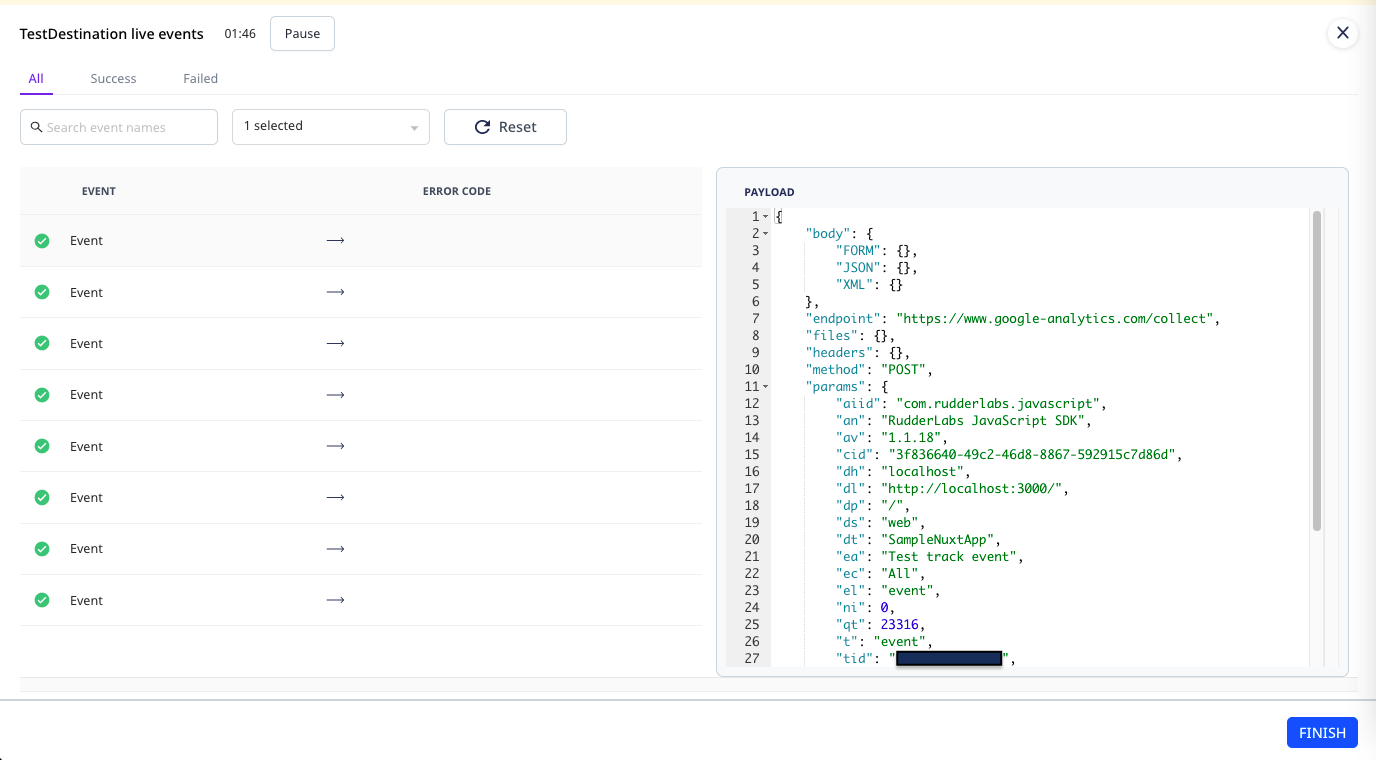 TestDestination live events 01:46 Pause
All Success Failed
Search event names 1 selected Reset
EVENT ERROR CODE
Event
Event
Event
Event
Event
Event
Event
Event
PAYLOAD
1 {
2 "body": {
3 "FORM": {},
4 "JSON": {},
5 "XML": {}
6 },
7 "endpoint": "https://www.google-analytics.com/collect",
8 "files": {},
9 "headers": {},
10 "method": "POST",
11 "params": {
12 "aiid": "com.rudderlabs.javascript",
13 "an": "RudderLabs JavaScript SDK",
14 "av": "1.1.18",
15 "cid": "3f836640-49c2-46d8-8867-592915c7d86d",
16 "dh": "localhost",
17 "dl": "http://localhost:3000/",
18 "dp": "/",
19 "ds": "web",
20 "dt": "SampleNuxtApp",
21 "ea": "Test track event",
22 "ec": "All",
23 "el": "event",
24 "ni": 0,
25 "qt": 23316,
26 "t": "event",
27 "tid": "",
FINISH